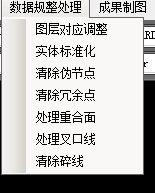 数据规整处理 成果制图
图层对应调整
实体标准化
清除伪节点
清除冗余点
处理重合面
处理叉口线
清除碎线